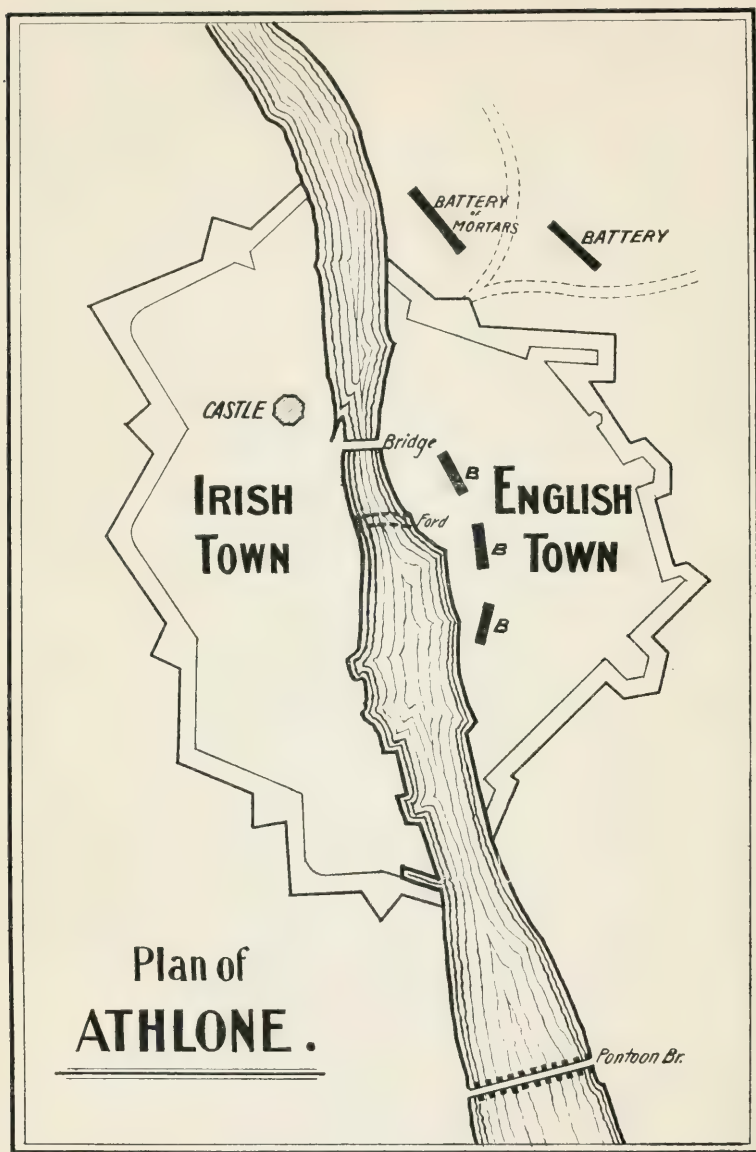 BATTERY
OF
MORTARS
BATTERY
CASTLE
Bridge
B
IRISH
TOWN
ENGLISH
TOWN
Ford
B
B
Plan of
ATHLONE.
Pontoon Br.